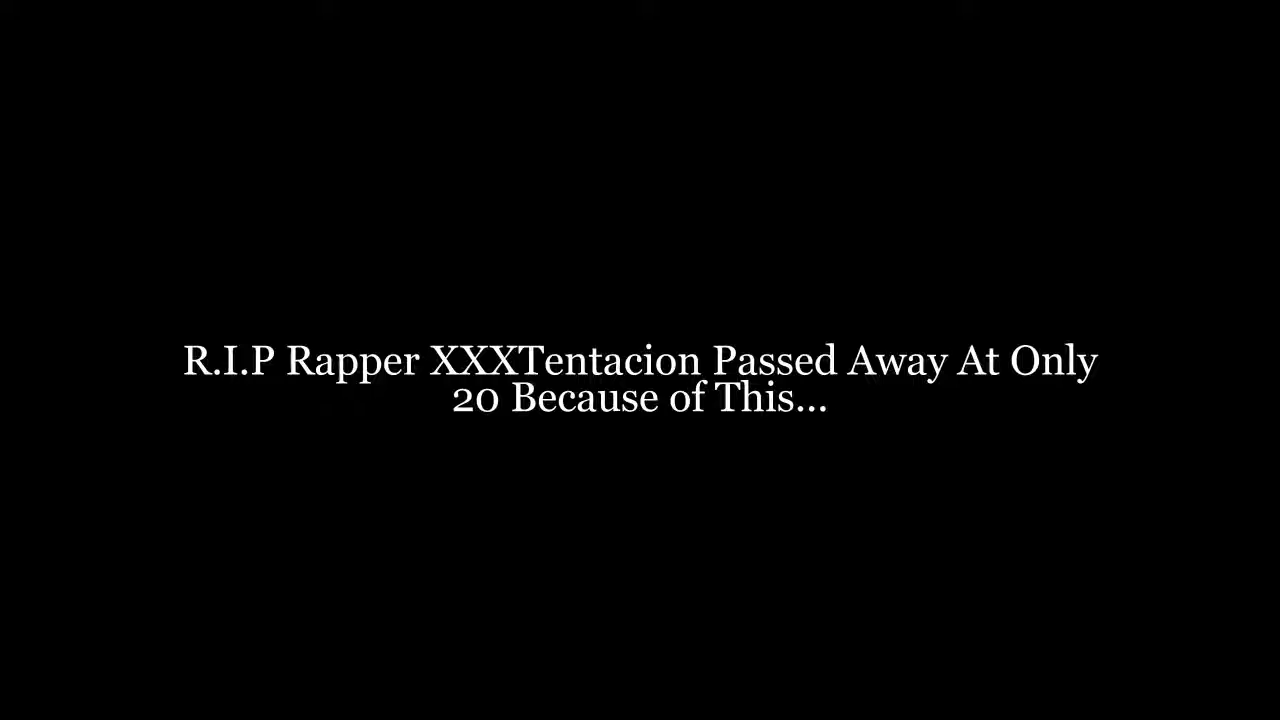 R.I.P Rapper XXXTentacion Passed Away At Only
20 Because of This...